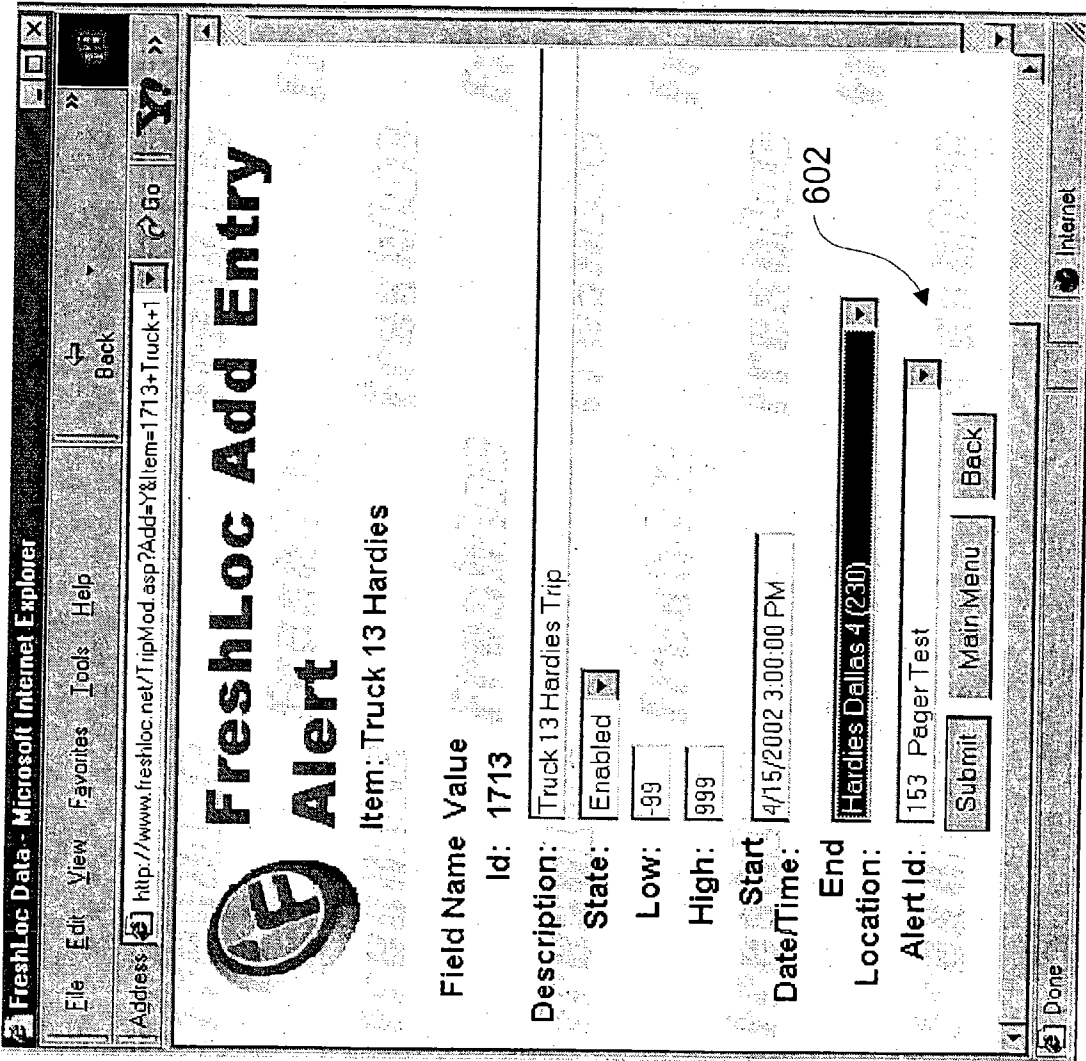 FreshLoc Data - Microsoft Internet Explorer
File Edit View Favorites Tools Help
Back
Address http://www.freshloc.net/TripMod.asp?Add=Y&Item=1713+Truck+1 Go Y!
FreshLoc Add Entry
Alert
Item: Truck 13 Hardies
Field Name Value
Id: 1713
Description: Truck 13 Hardies Trip
State: Enabled
Low: -99
High: 999
Start
Date/Time: 4/15/2002 3:00:00 PM
End
Location: Hardies Dallas 4 (230)
602
Alert Id: 153 Pager Test
Submit Main Menu Back
Done Internet